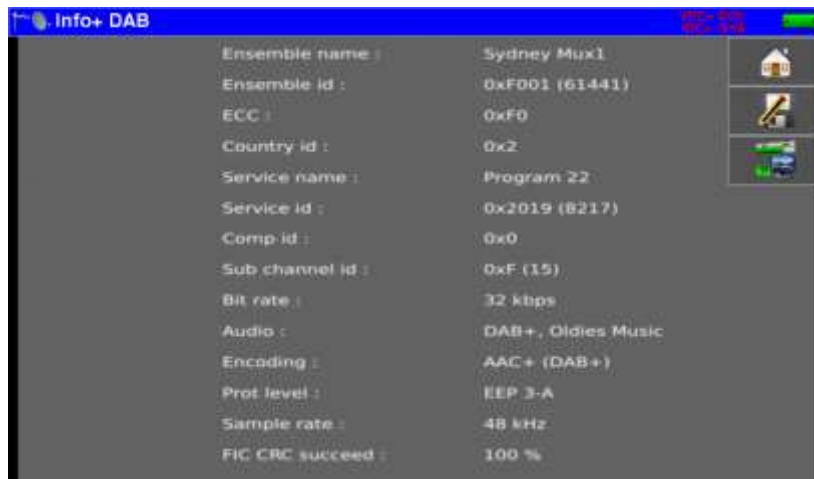 Info+ DAB
Ensemble name : Sydney Mux1
Ensemble id : 0xF001 (61441)
ECC : 0xF0
Country id : 0x2
Service name : Program 22
Service id : 0x2019 (8217)
Comp id : 0x0
Sub channel id : 0xF (15)
Bit rate : 32 kbps
Audio : DAB+, Oldies Music
Encoding : AAC+ (DAB+)
Prot level : EEP 3-A
Sample rate : 48 kHz
FIC CRC succeed : 100 %